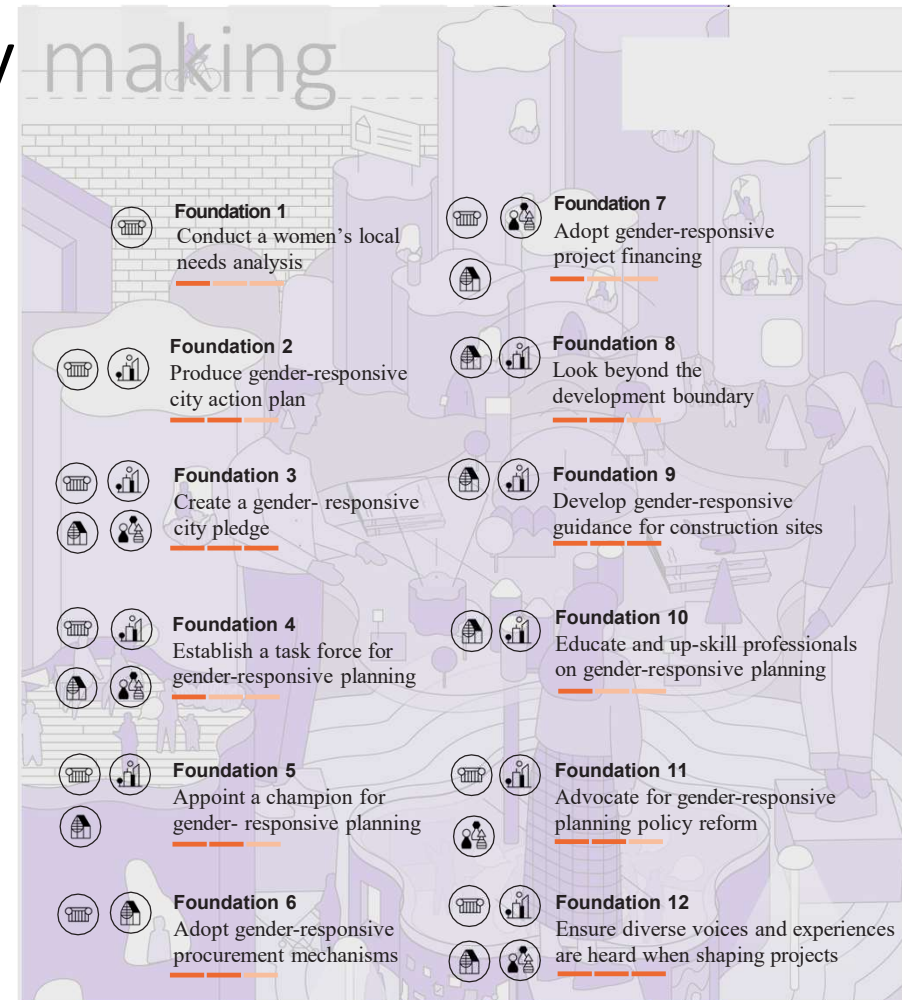 y making
Foundation 1
Conduct a women's local
needs analysis
Foundation 2
Produce gender-responsive
city action plan
Foundation 3
Create a gender- responsive
city pledge
Foundation 4
Establish a task force for
gender-responsive planning
Foundation 5
Appoint a champion for
gender- responsive planning
Foundation 6
Adopt gender-responsive
procurement mechanisms
Foundation 7
Adopt gender-responsive
project financing
Foundation 8
Look beyond the
development boundary
Foundation 9
Develop gender-responsive
guidance for construction sites
Foundation 10
Educate and up-skill professionals
on gender-responsive planning
Foundation 11
Advocate for gender-responsive
planning policy reform
Foundation 12
Ensure diverse voices and experiences
are heard when shaping projects